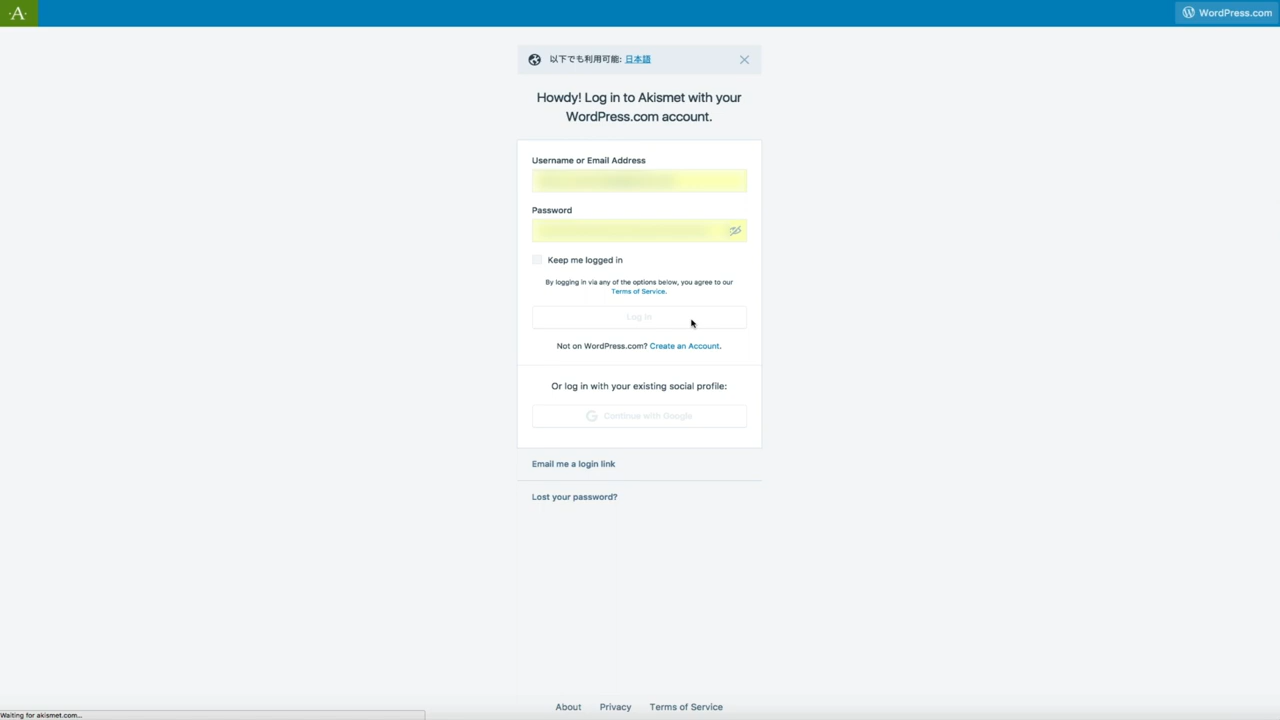 A
WordPress.com
以下でも利用可能: 日本語
Howdy! Log in to Akismet with your
WordPress.com account.
Username or Email Address
Password
Keep me logged in
By logging in via any of the options below, you agree to our
Terms of Service.
Log In
Not on WordPress.com? Create an Account.
Or log in with your existing social profile:
Continue with Google
Email me a login link
Lost your password?
About Privacy Terms of Service
Waiting for akismet.com...